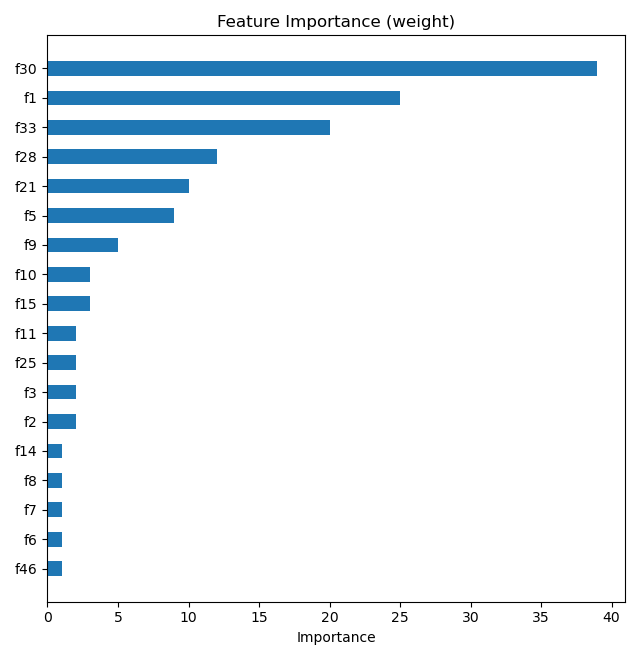 Feature Importance (weight)
f30
f1
f33
f28
f21
f5
f9
f10
f15
f11
f25
f3
f2
f14
f8
f7
f6
f46
0 5 10 15 20 25 30 35 40
Importance